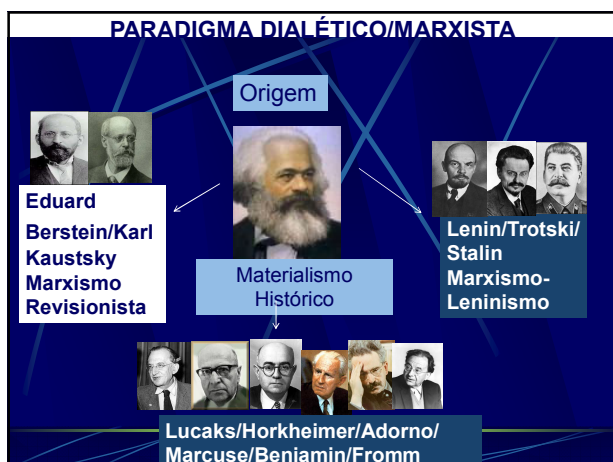 PARADIGMA DIALÉTICO/MARXISTA
Origem
Eduard
Berstein/Karl
Kaustsky
Marxismo
Revisionista
Materialismo
Histórico
Lenin/Trotski/
Stalin
Marxismo-
Leninismo
Lucaks/Horkheimer/Adorno/
Marcuse/Benjamin/Fromm